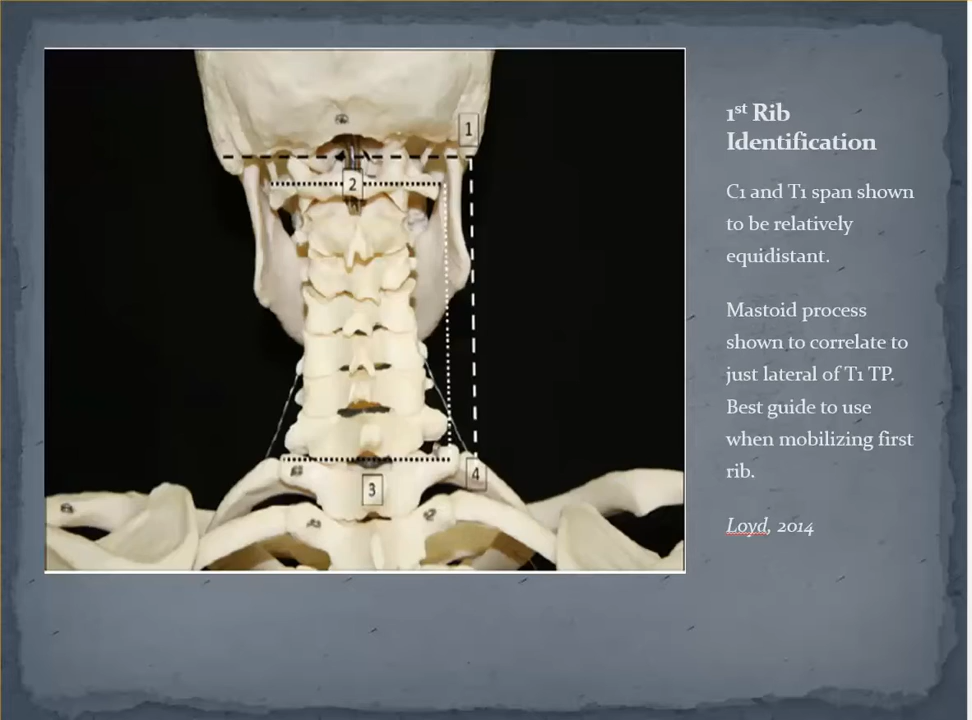 1
2
3
4
1st Rib
Identification
C1 and T1 span shown
to be relatively
equidistant.
Mastoid process
shown to correlate to
just lateral of T1 TP.
Best guide to use
when mobilizing first
rib.
Loyd, 2014